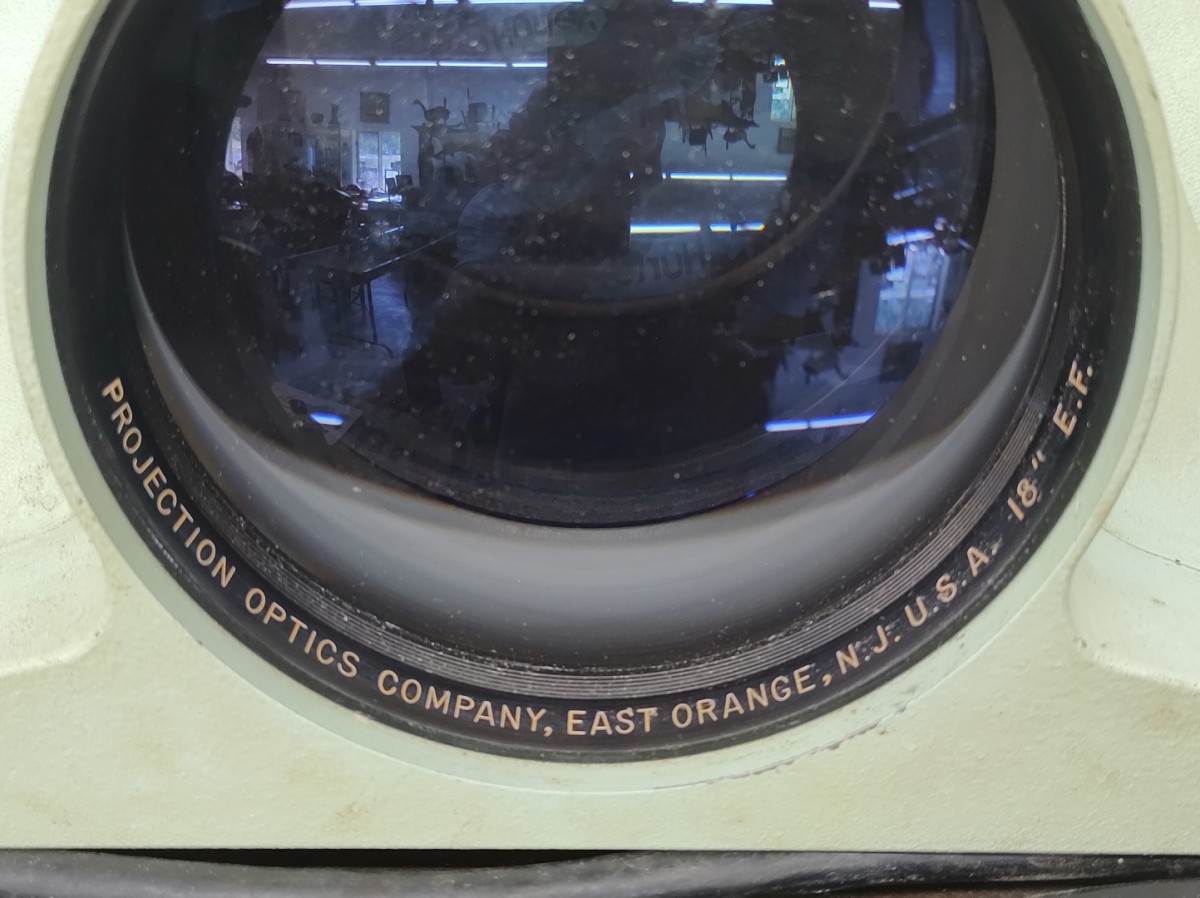 PROJECTION OPTICS COMPANY, EAST ORANGE, N.J. U.S.A. 18" E.F.